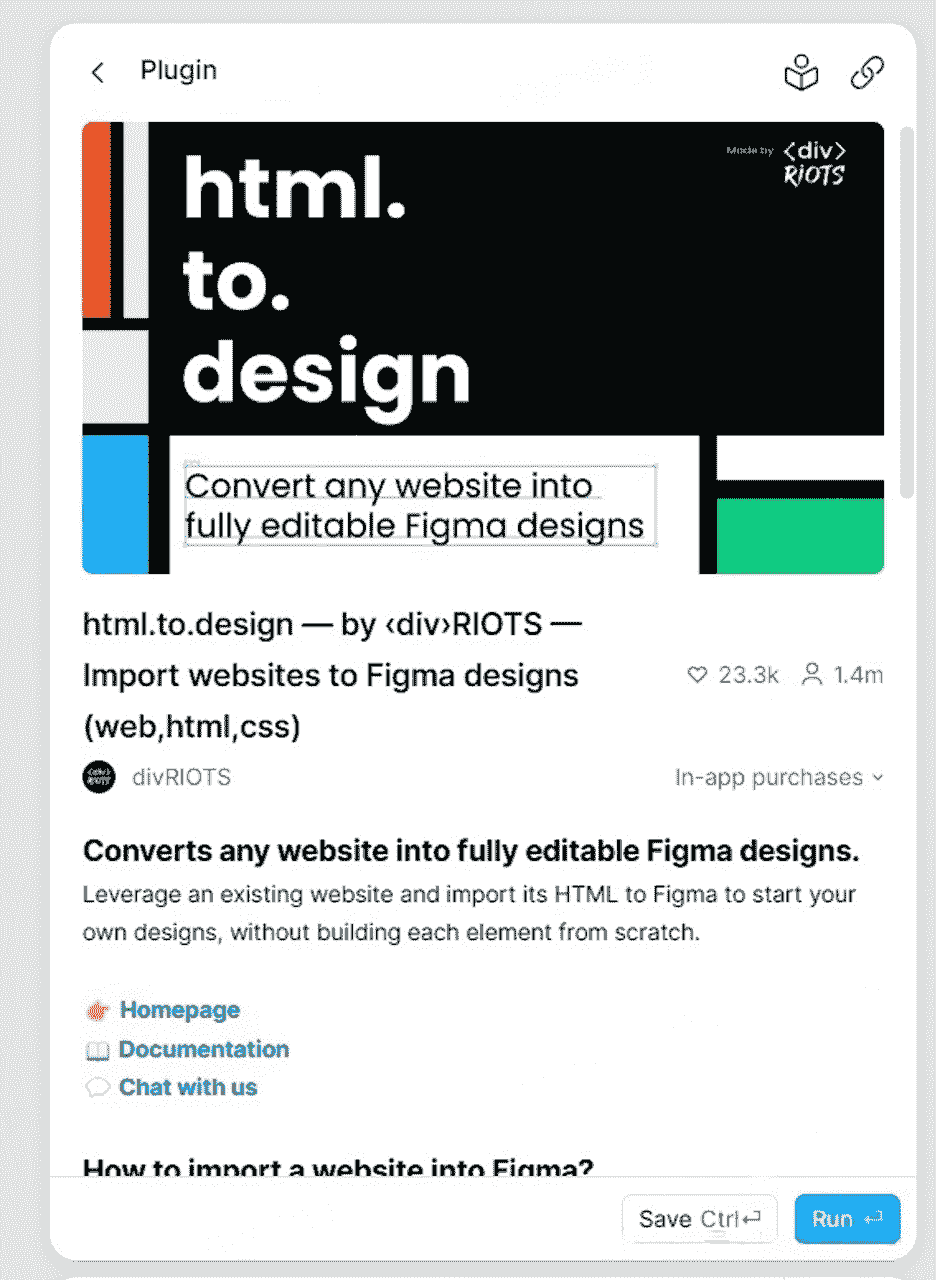 Plugin
html.
to.
design
Made by <div>
RIOTS
Convert any website into
fully editable Figma designs
html.to.design — by ‹div›RIOTS —
Import websites to Figma designs
(web,html,css)
23.3k 1.4m
divRIOTS
In-app purchases
Converts any website into fully editable Figma designs.
Leverage an existing website and import its HTML to Figma to start your
own designs, without building each element from scratch.
👉 Homepage
📖 Documentation
💬 Chat with us
How to import a website into Figma?
Save Ctrl↵
Run ↵